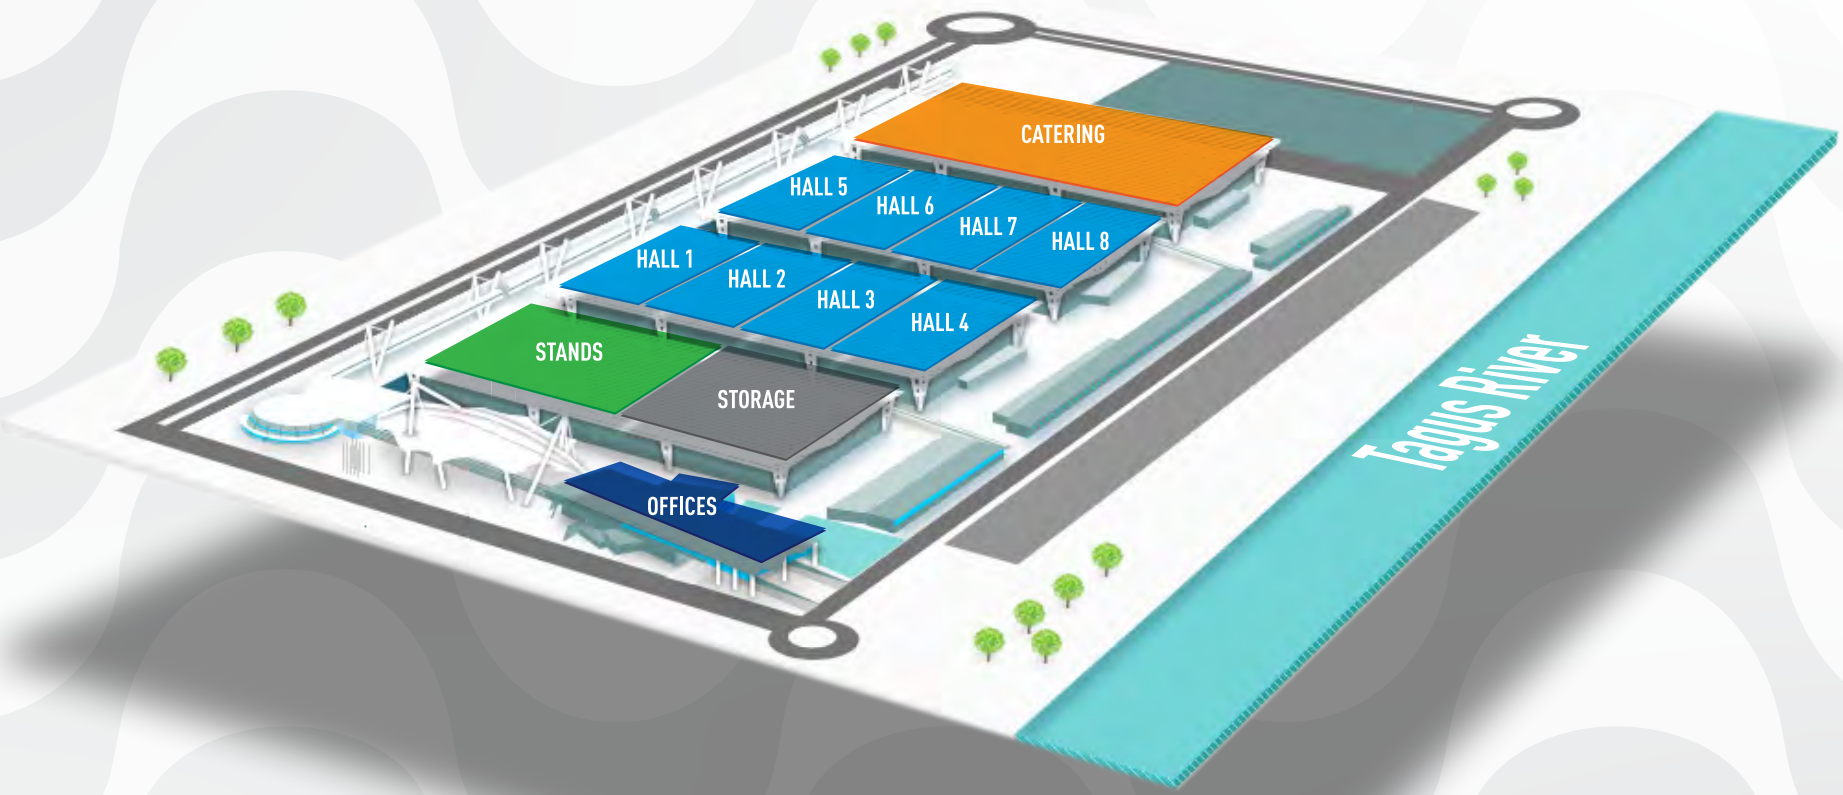 CATERING
HALL 5
HALL 6
HALL 7
HALL 8
HALL 1
HALL 2
HALL 3
HALL 4
STANDS
STORAGE
OFFICES
Tagus River